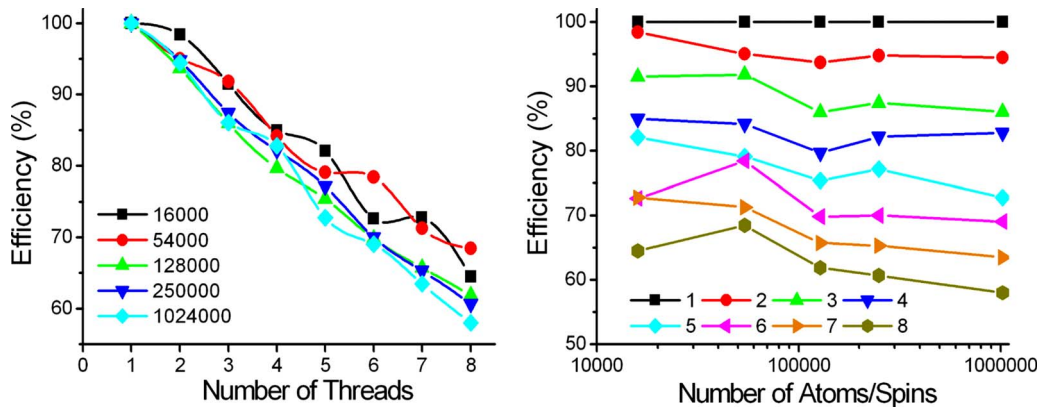 Efficiency (%)
100
90
80
70
60
16000
54000
128000
250000
1024000
0 1 2 3 4 5 6 7 8
Number of Threads
Efficiency (%)
100
90
80
70
60
50
1 2 3 4
5 6 7 8
10000 100000 1000000
Number of Atoms/Spins